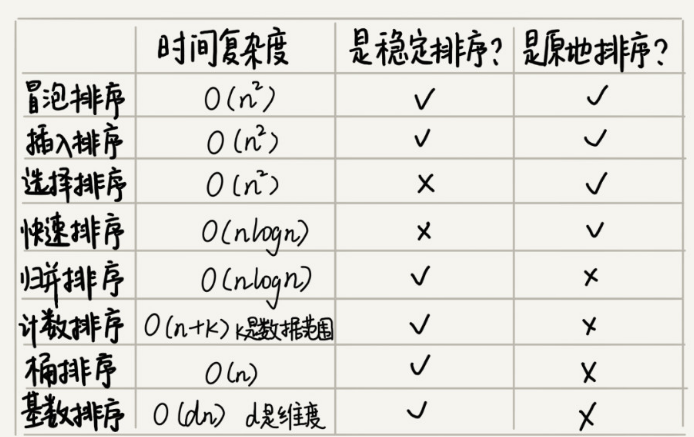 时间复杂度 是稳定排序? 是原地排序?
冒泡排序 O(n²) ✓ ✓
插入排序 O(n²) ✓ ✓
选择排序 O(n²) × ✓
快速排序 O(nlogn) × ✓
归并排序 O(nlogn) ✓ ×
计数排序 O(n+k) k是数据范围 ✓ ×
桶排序 O(n) ✓ ×
基数排序 O(dn) d是维度 ✓ ×